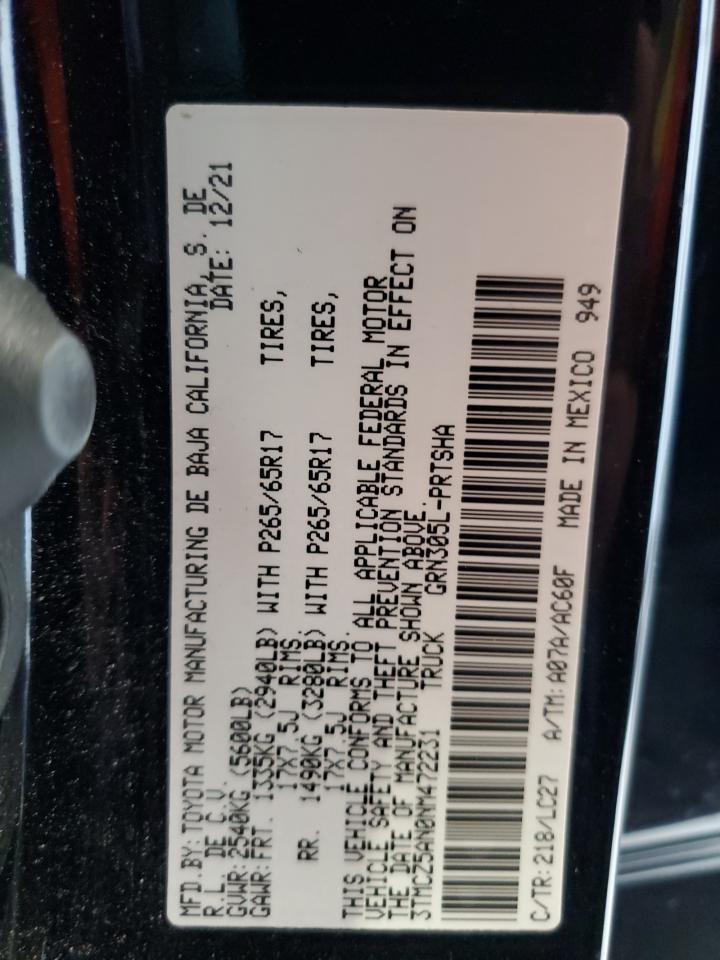 MFD.BY:TOYOTA MOTOR MANUFACTURING DE BAJA CALIFORNIA, S. DE
R.L. DE C.V. DATE: 12/21
GVWR:2540KG (5600LB)
GAWR:FRT. 1335KG (2940LB) WITH P265/65R17 TIRES,
17X7.5J RIMS
RR. 1490KG (3280LB) WITH P265/65R17 TIRES,
17X7.5J RIMS.
THIS VEHICLE CONFORMS TO ALL APPLICABLE FEDERAL MOTOR
VEHICLE SAFETY AND THEFT PREVENTION STANDARDS IN EFFECT ON
THE DATE OF MANUFACTURE SHOWN ABOVE.
3TMCZ5AN0NM472231 TRUCK GRN305L-PRTSHA
C/TR:218/LC27 A/TM:A07A/AC60F MADE IN MEXICO 949